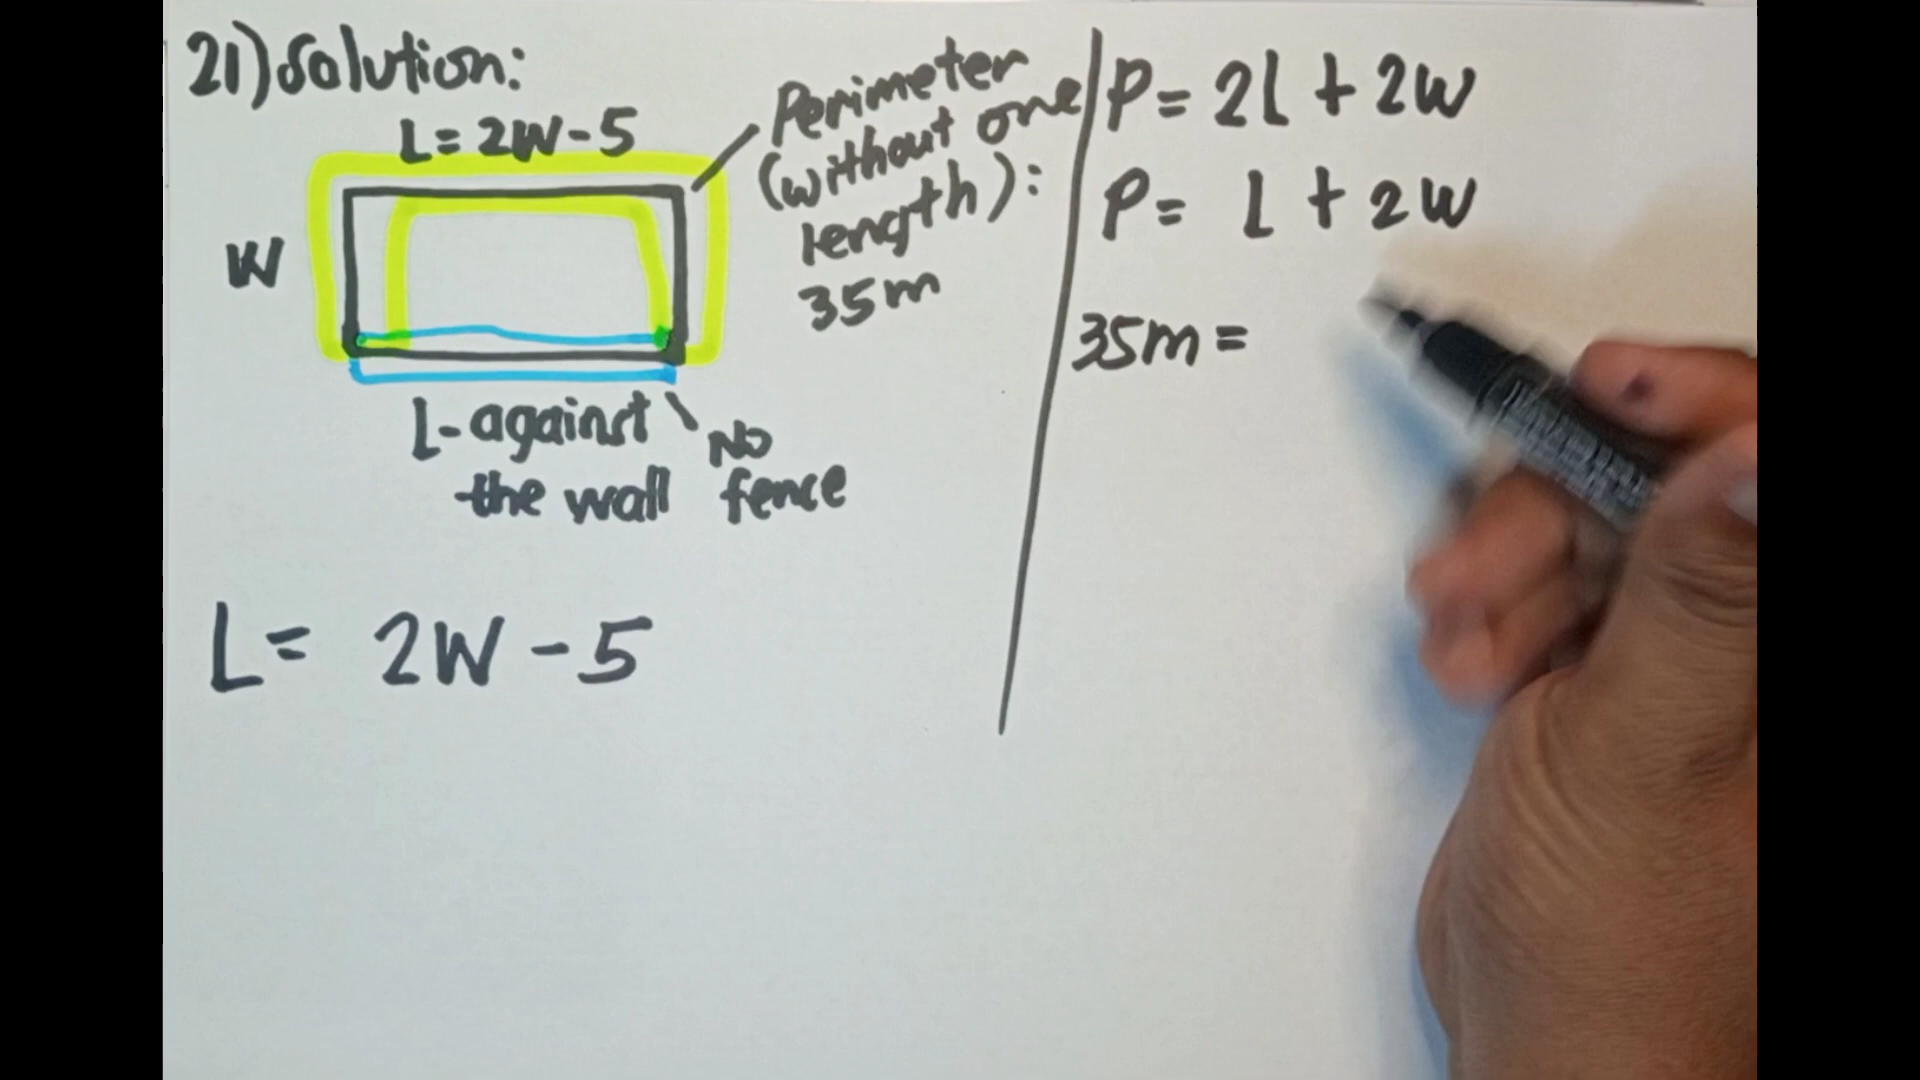 21) Solution:
L = 2W - 5
W
Perimeter
(without one
length):
35m
L - against
the wall
No
fence
L = 2W - 5
P = 2L + 2W
P = L + 2W
35m =